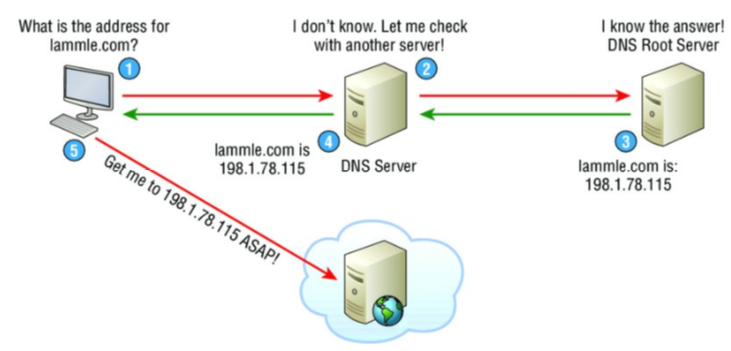 What is the address for
lammle.com?
I don't know. Let me check
with another server!
I know the answer!
DNS Root Server
1
2
4
3
lammle.com is
198.1.78.115
DNS Server
lammle.com is:
198.1.78.115
5
Get me to 198.1.78.115 ASAP!